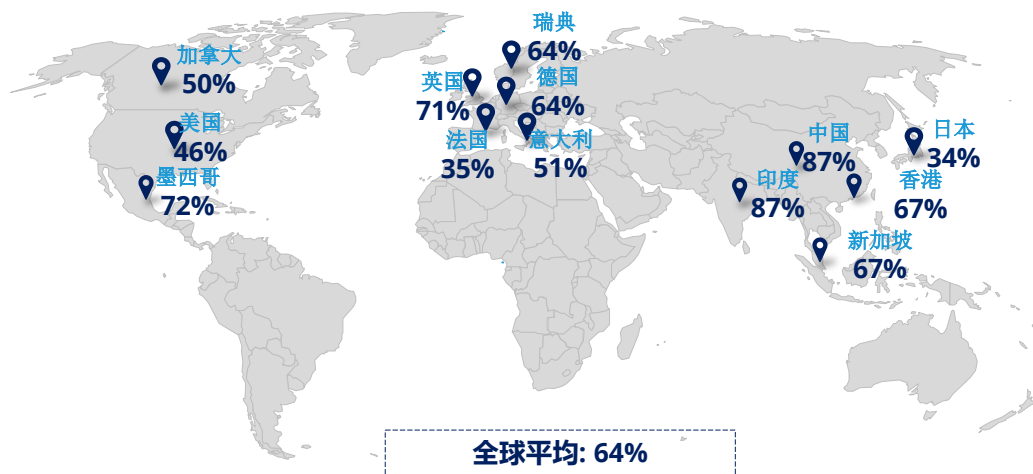 瑞典
64%
加拿大
50%
英国
71%
德国
64%
美国
46%
法国
35%
意大利
51%
中国
87%
日本
34%
墨西哥
72%
印度
87%
香港
67%
新加坡
67%
全球平均: 64%